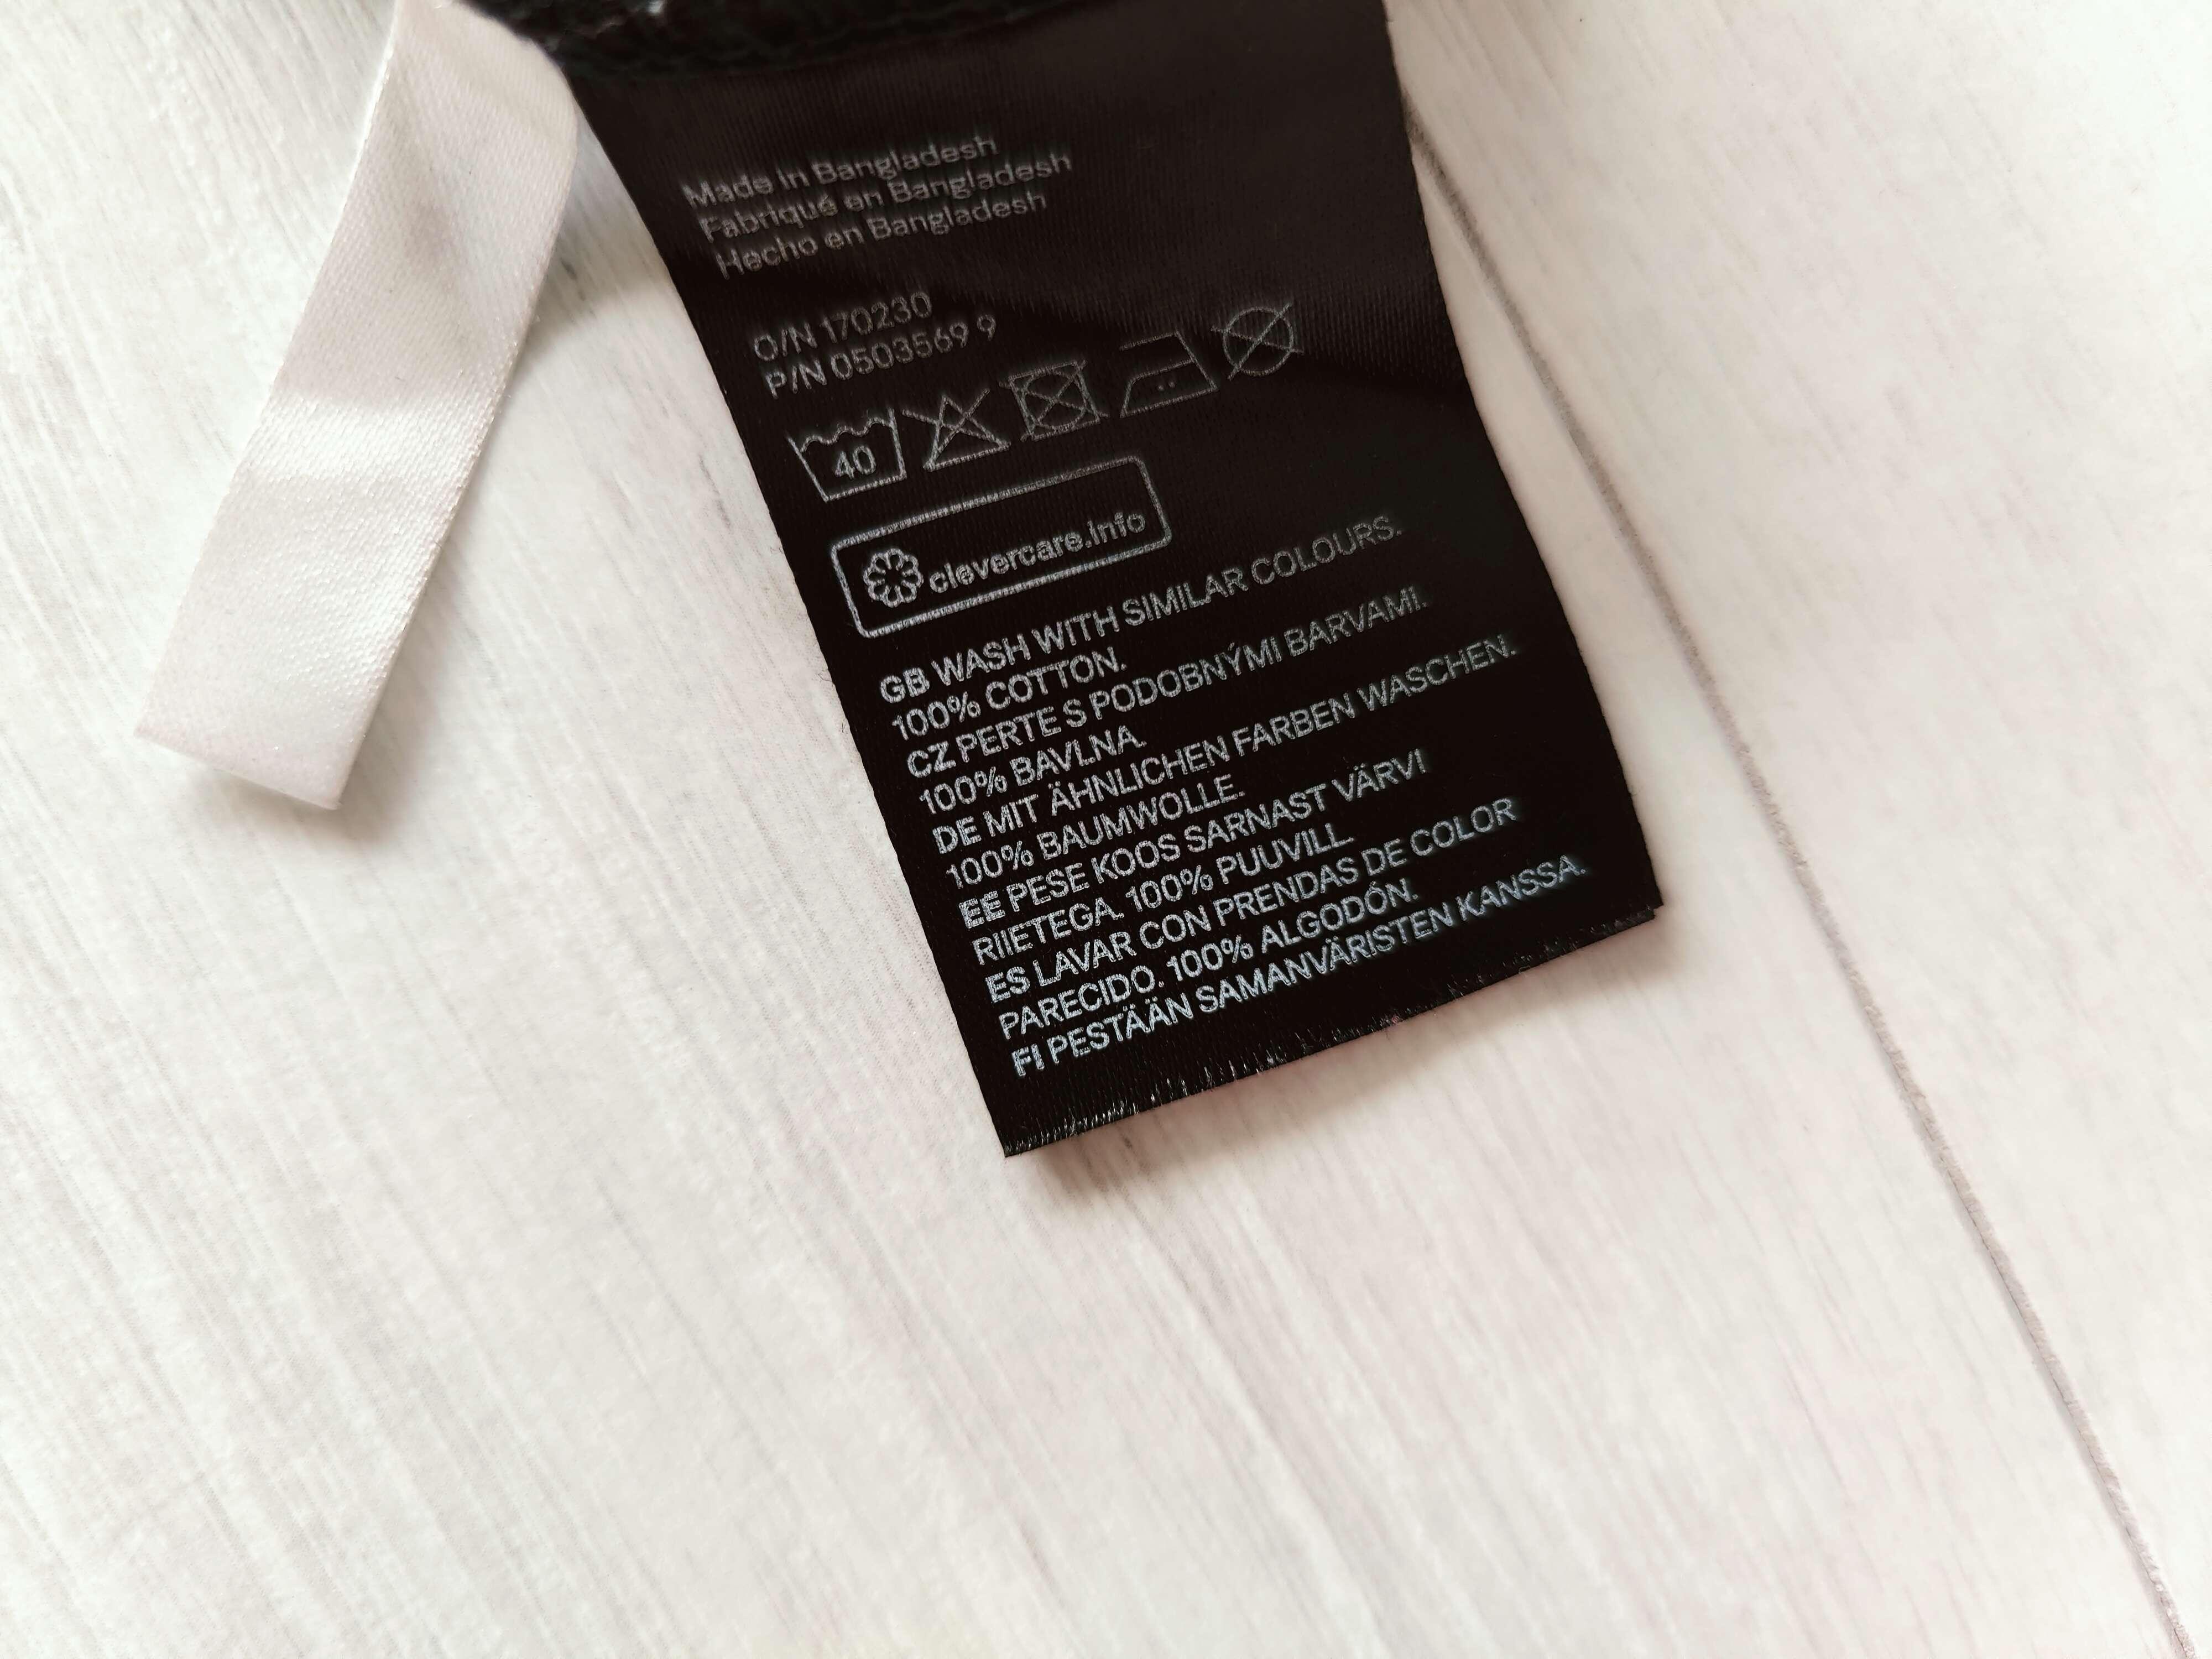 Made in Bangladesh
Fabriqué en Bangladesh
Hecho en Bangladesh
O/N 170230
P/N 0503569 9
40
clevercare.info
GB WASH WITH SIMILAR COLOURS.
100% COTTON.
CZ PERTE S PODOBNÝMI BARVAMI.
100% BAVLNA.
DE MIT ÄHNLICHEN FARBEN WASCHEN.
100% BAUMWOLLE.
EE PESE KOOS SARNAST VÄRVI
RIIETEGA. 100% PUUVILL.
ES LAVAR CON PRENDAS DE COLOR
PARECIDO. 100% ALGODÓN.
FI PESTÄÄN SAMANVÄRISTEN KANSSA.